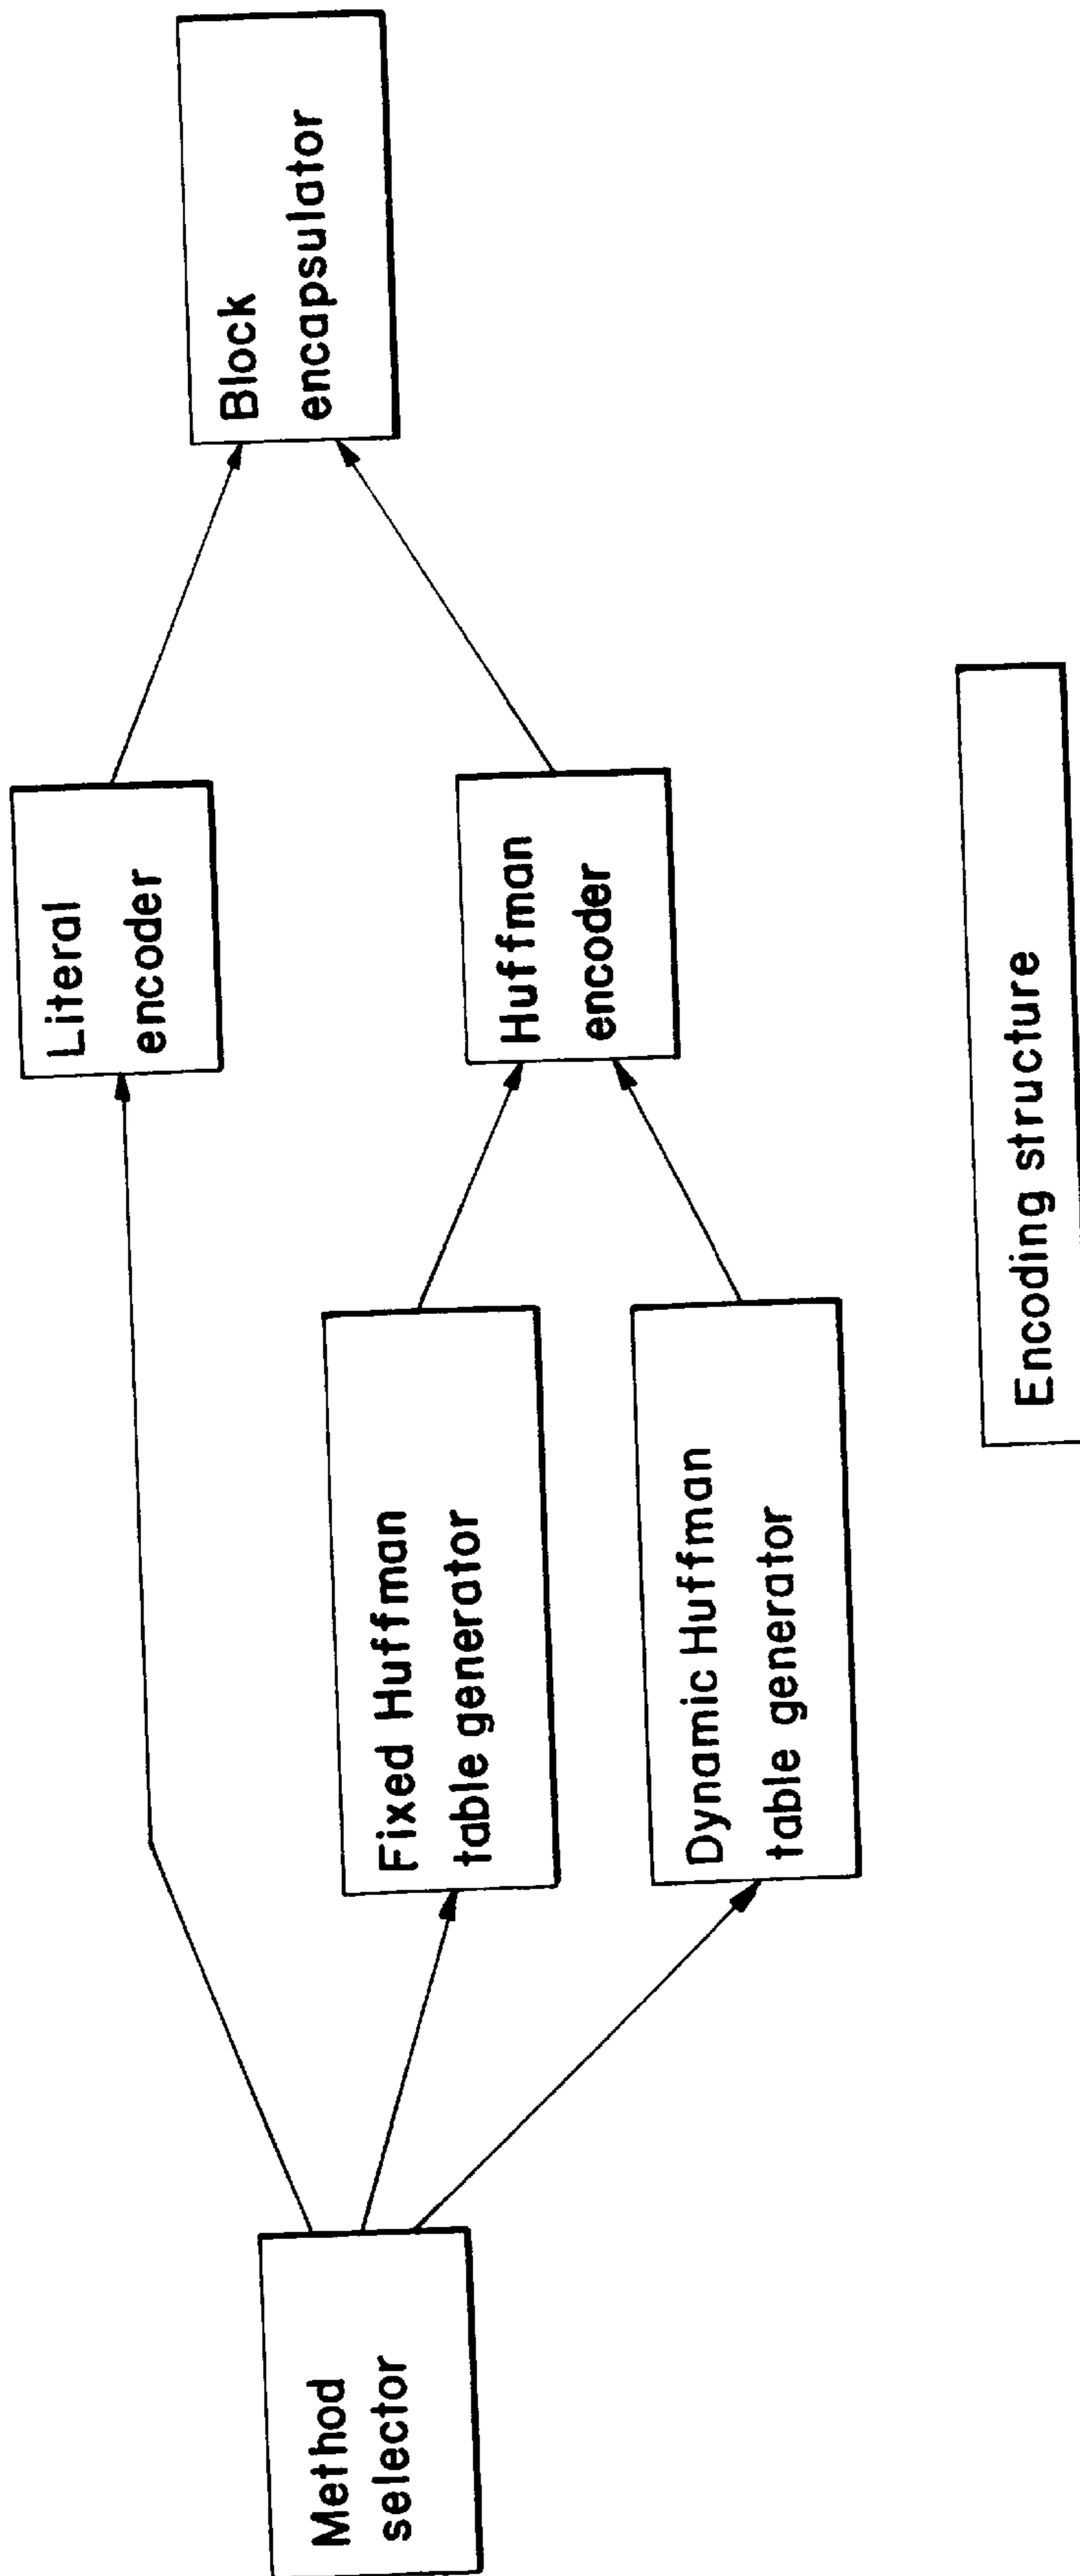 Method
selector
Literal
encoder
Fixed Huffman
table generator
Dynamic Huffman
table generator
Huffman
encoder
Block
encapsulator
Encoding structure